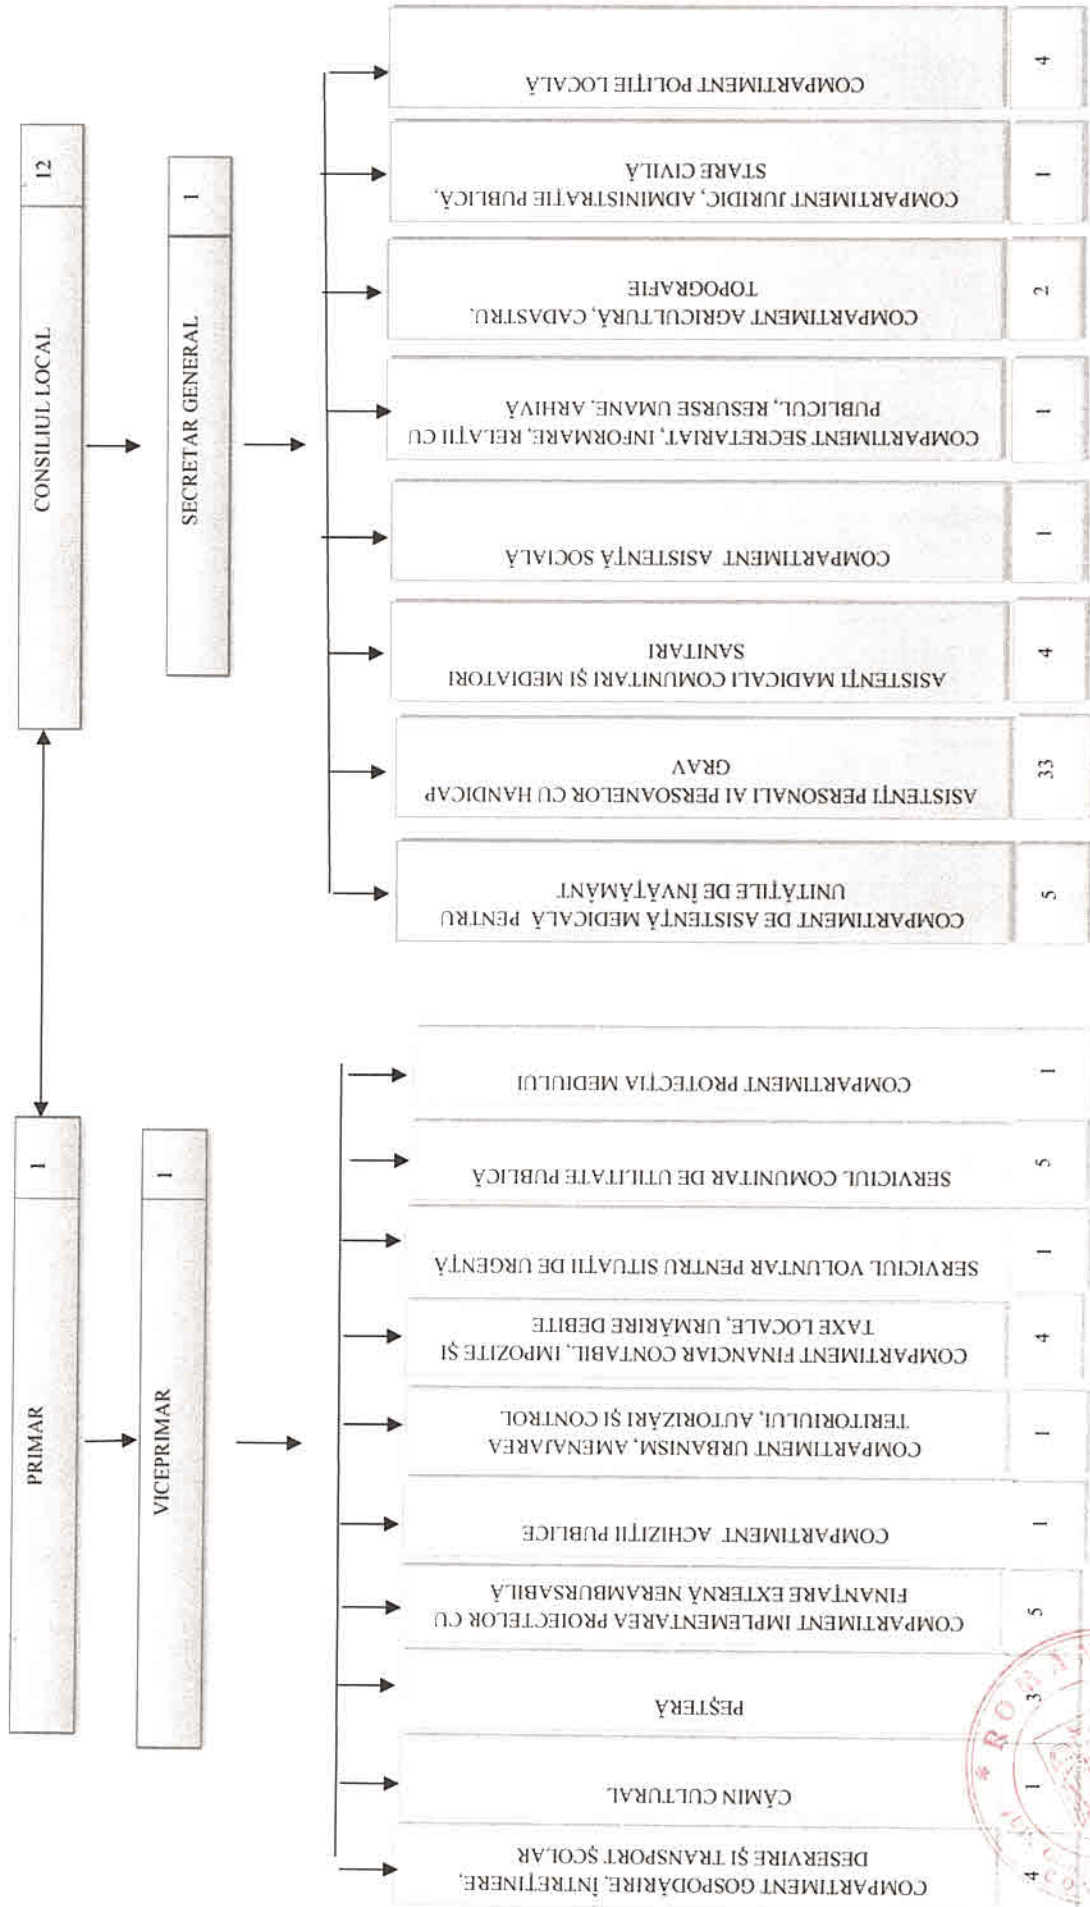 PRIMAR
1
CONSILIUL LOCAL
12
VICEPRIMAR
1
SECRETAR GENERAL
1
COMPARTIMENT GOSPODĂRIRE, ÎNTREȚINERE,
DESERVIRE ȘI TRANSPORT ȘCOLAR
4
CĂMIN CULTURAL
1
PEȘTERĂ
3
COMPARTIMENT IMPLEMENTAREA PROIECTELOR CU
FINANȚARE EXTERNĂ NERAMBURSABILĂ
5
COMPARTIMENT ACHIZIȚII PUBLICE
1
COMPARTIMENT URBANISM, AMENAJAREA
TERITORIULUI, AUTORIZĂRI ȘI CONTROL
1
COMPARTIMENT FINANCIAR CONTABIL, IMPOZITE ȘI
TAXE LOCALE, URMĂRIRE DEBITE
4
SERVICIUL VOLUNTAR PENTRU SITUAȚII DE URGENȚĂ
1
SERVICIUL COMUNITAR DE UTILITATE PUBLICĂ
5
COMPARTIMENT PROTECȚIA MEDIULUI
1
COMPARTIMENT DE ASISTENȚĂ MEDICALĂ PENTRU
UNITĂȚILE DE ÎNVĂȚĂMÂNT
5
ASISTENȚI PERSONALI AI PERSOANELOR CU HANDICAP
GRAV
33
ASISTENȚI MADICALI COMUNITARI ȘI MEDIATORI
SANITARI
4
COMPARTIMENT ASISTENȚĂ SOCIALĂ
1
COMPARTIMENT SECRETARIAT, INFORMARE, RELAȚII CU
PUBLICUL, RESURSE UMANE, ARHIVĂ
1
COMPARTIMENT AGRICULTURĂ, CADASTRU,
TOPOGRAFIE
2
COMPARTIMENT JURIDIC, ADMINISTRAȚIE PUBLICĂ,
STARE CIVILĂ
1
COMPARTIMENT POLIȚIE LOCALĂ
4